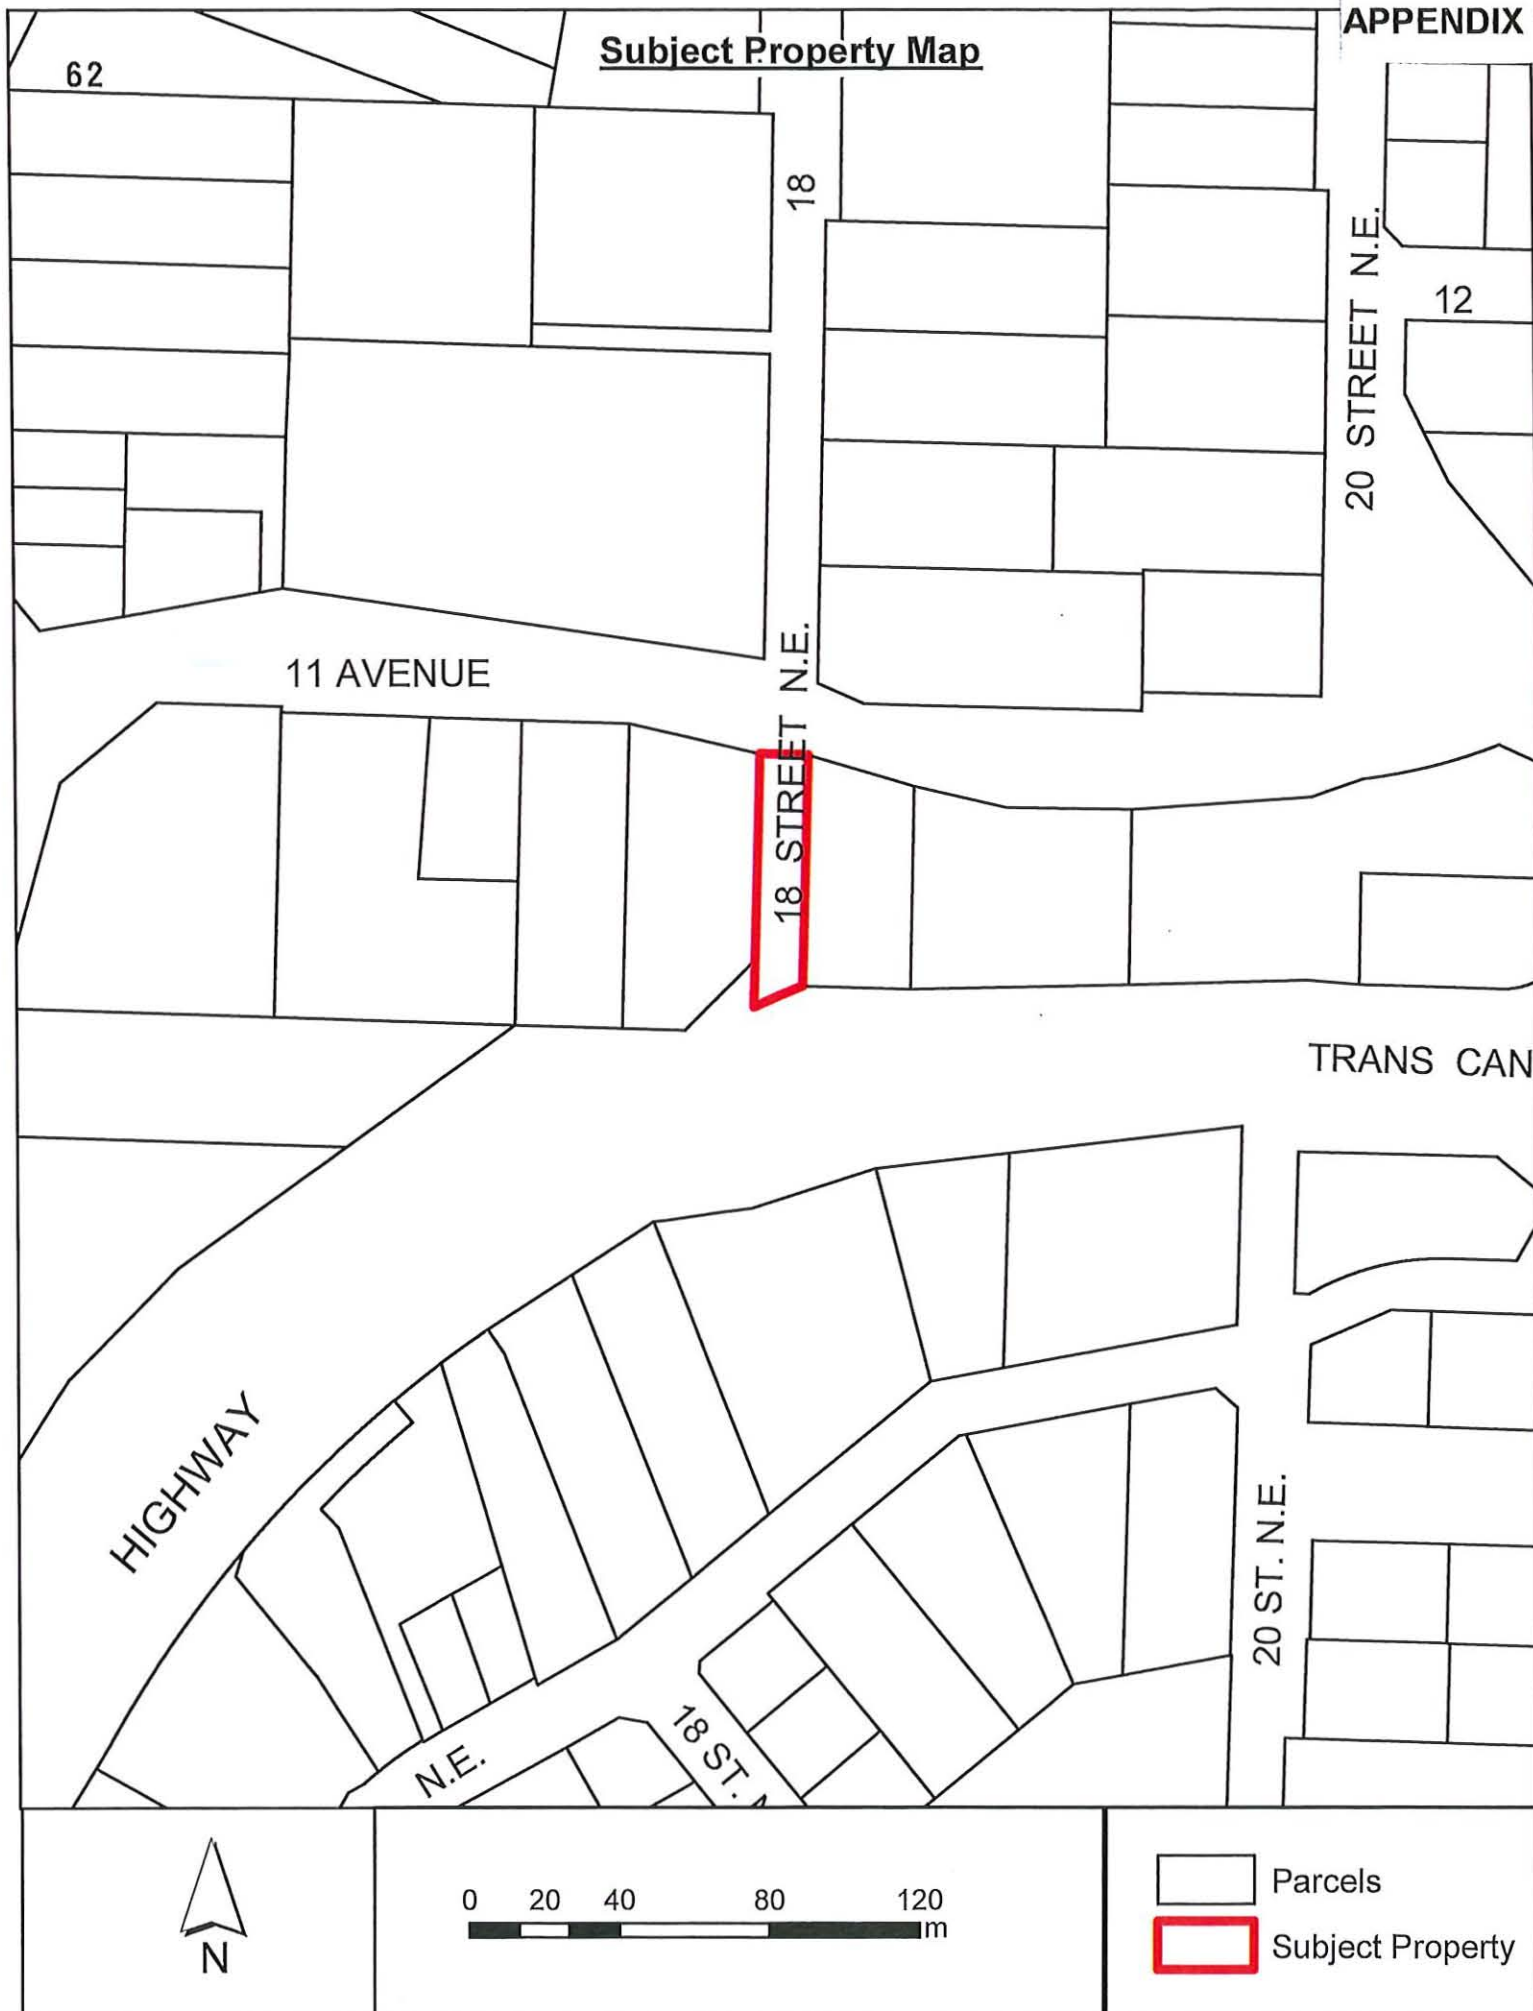 APPENDIX
Subject Property Map
62
18
20 STREET N.E.
12
11 AVENUE
18 STREET N.E.
TRANS CAN
HIGHWAY
20 ST. N.E.
N.E.
18 ST.
0 20 40 80 120
m
N
Parcels
Subject Property